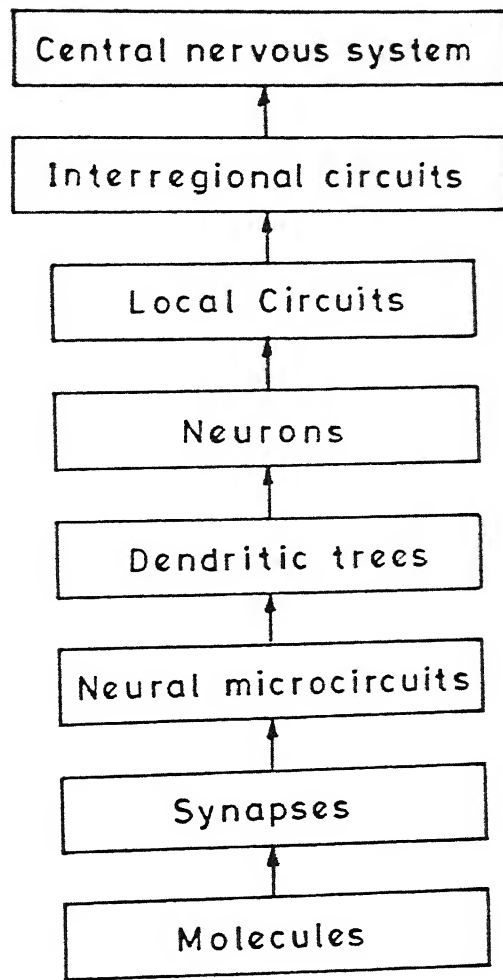 Central nervous system
Interregional circuits
Local Circuits
Neurons
Dendritic trees
Neural microcircuits
Synapses
Molecules